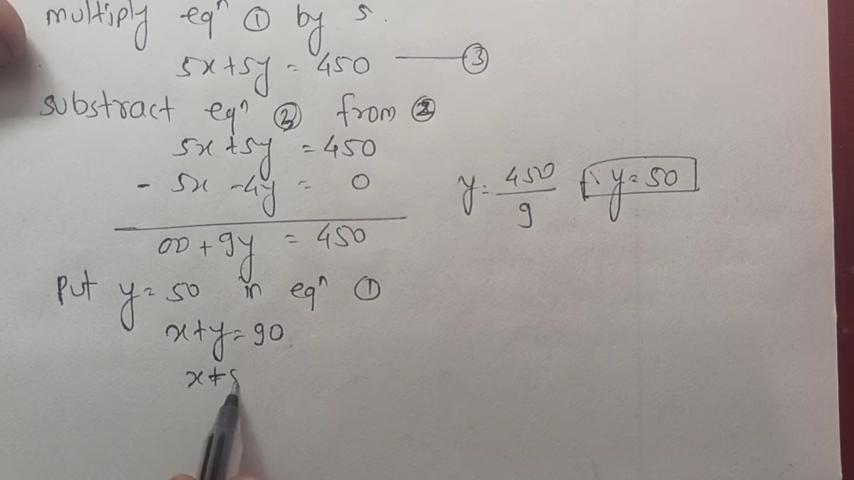 multiply eqⁿ ① by 5.
5x+5y = 450 ——— ③
substract eqⁿ from ②
5x+5y = 450
- 5x -4y = 0
00 + 9y = 450
y = 450/9 ∴ y = 50
Put y = 50 in eqⁿ ①
x+y = 90.
x+5